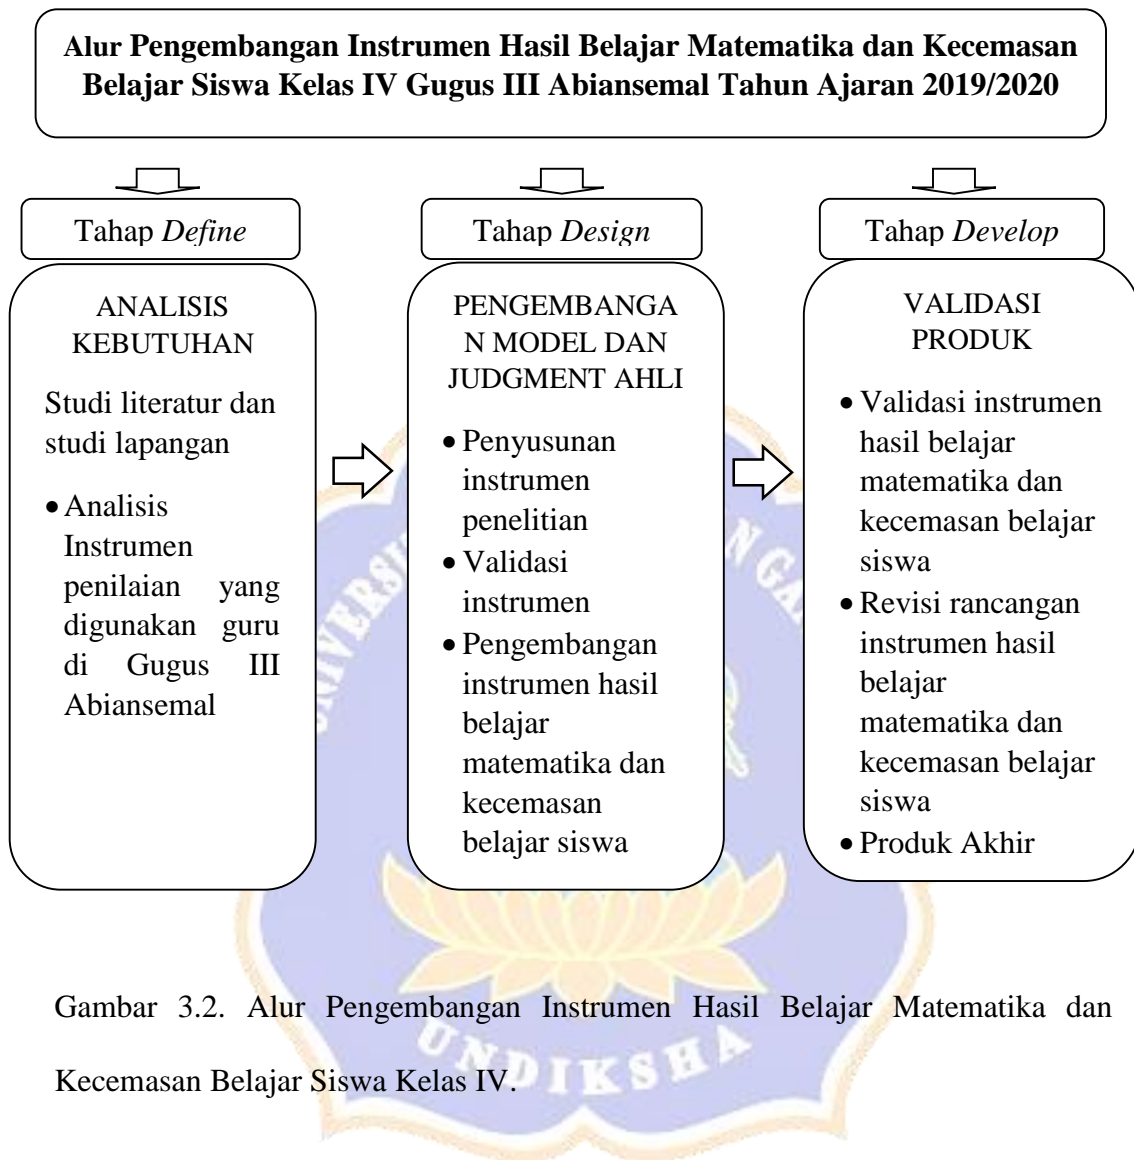 Alur Pengembangan Instrumen Hasil Belajar Matematika dan Kecemasan
Belajar Siswa Kelas IV Gugus III Abiansemal Tahun Ajaran 2019/2020
Tahap Define
ANALISIS
KEBUTUHAN
Studi literatur dan
studi lapangan
• Analisis
Instrumen
penilaian yang
digunakan guru
di Gugus III
Abiansemal
Tahap Design
PENGEMBANGA
N MODEL DAN
JUDGMENT AHLI
• Penyusunan
instrumen
penelitian
• Validasi
instrumen
• Pengembangan
instrumen hasil
belajar
matematika dan
kecemasan
belajar siswa
Tahap Develop
VALIDASI
PRODUK
• Validasi instrumen
hasil belajar
matematika dan
kecemasan belajar
siswa
• Revisi rancangan
instrumen hasil
belajar
matematika dan
kecemasan belajar
siswa
• Produk Akhir
Gambar 3.2. Alur Pengembangan Instrumen Hasil Belajar Matematika dan
Kecemasan Belajar Siswa Kelas IV.
UNDIKSHA